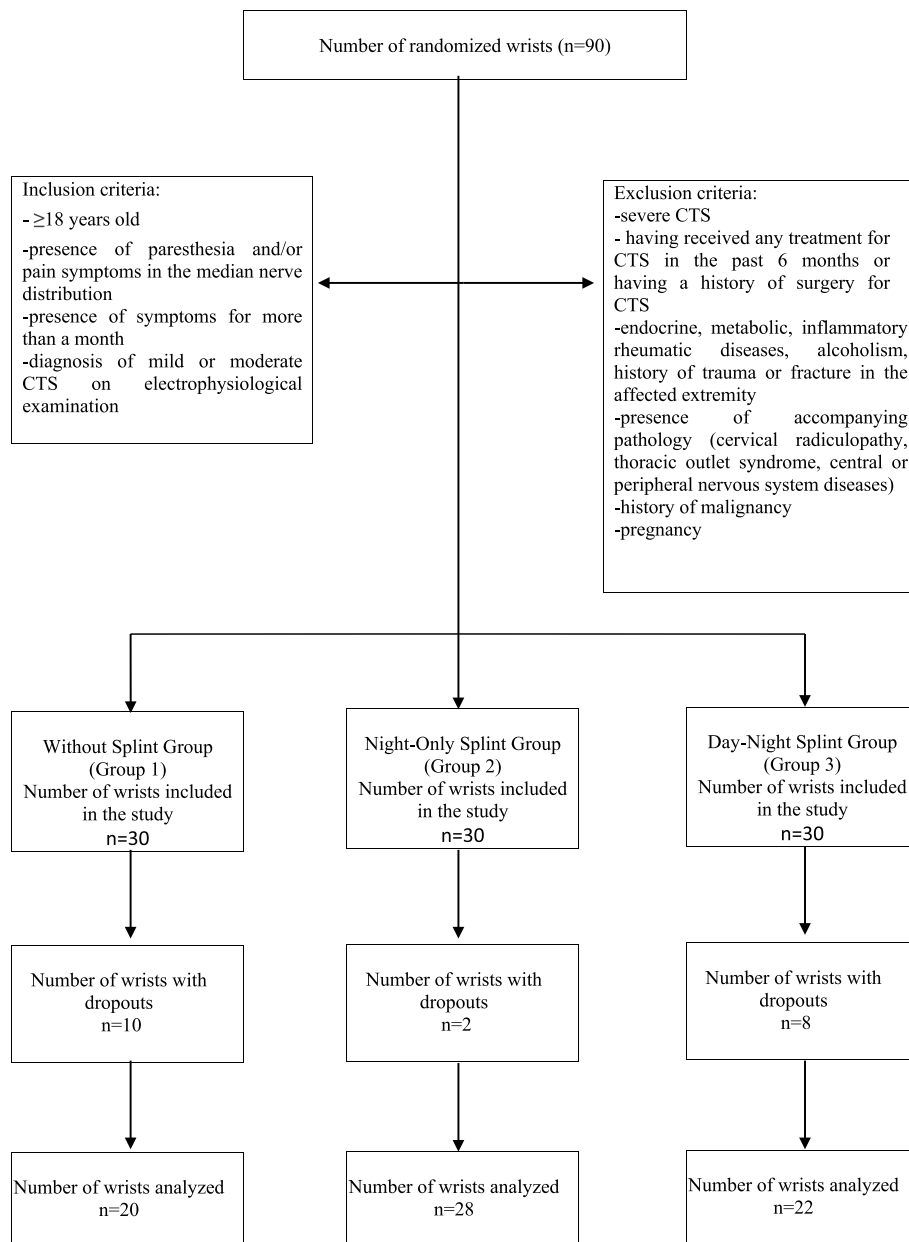 Number of randomized wrists (n=90)
Inclusion criteria:
- ≥18 years old
-presence of paresthesia and/or
pain symptoms in the median nerve
distribution
-presence of symptoms for more
than a month
-diagnosis of mild or moderate
CTS on electrophysiological
examination
Exclusion criteria:
-severe CTS
- having received any treatment for
CTS in the past 6 months or
having a history of surgery for
CTS
-endocrine, metabolic, inflammatory
rheumatic diseases, alcoholism,
history of trauma or fracture in the
affected extremity
-presence of accompanying
pathology (cervical radiculopathy,
thoracic outlet syndrome, central or
peripheral nervous system diseases)
-history of malignancy
-pregnancy
Without Splint Group
(Group 1)
Number of wrists included
in the study
n=30
Night-Only Splint Group
(Group 2)
Number of wrists included
in the study
n=30
Day-Night Splint Group
(Group 3)
Number of wrists included
in the study
n=30
Number of wrists with
dropouts
n=10
Number of wrists with
dropouts
n=2
Number of wrists with
dropouts
n=8
Number of wrists analyzed
n=20
Number of wrists analyzed
n=28
Number of wrists analyzed
n=22